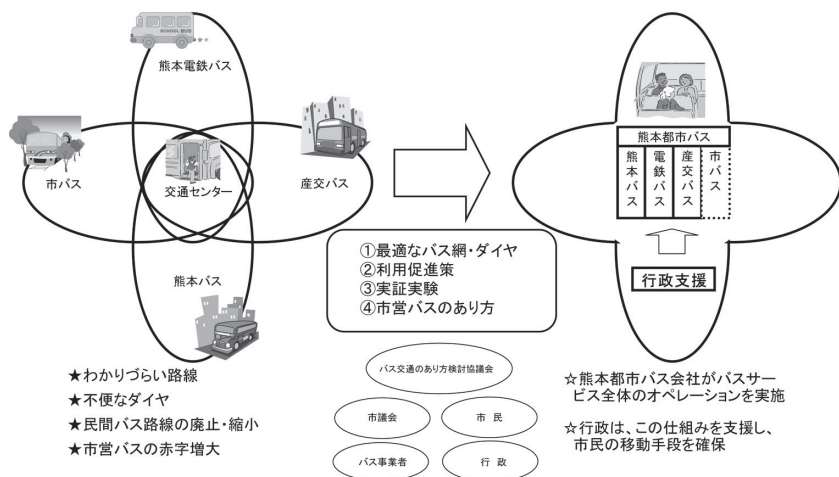 SCHOOL BUS
熊本電鉄バス
市バス
交通センター
産交バス
熊本バス
★わかりづらい路線
★不便なダイヤ
★民間バス路線の廃止・縮小
★市営バスの赤字増大
①最適なバス網・ダイヤ
②利用促進策
③実証実験
④市営バスのあり方
バス交通のあり方検討協議会
市議会
市民
バス事業者
行政
熊本都市バス
熊本バス
電鉄バス
産交バス
市バス
行政支援
☆熊本都市バス会社がバスサー
ビス全体のオペレーションを実施
☆行政は、この仕組みを支援し、
市民の移動手段を確保